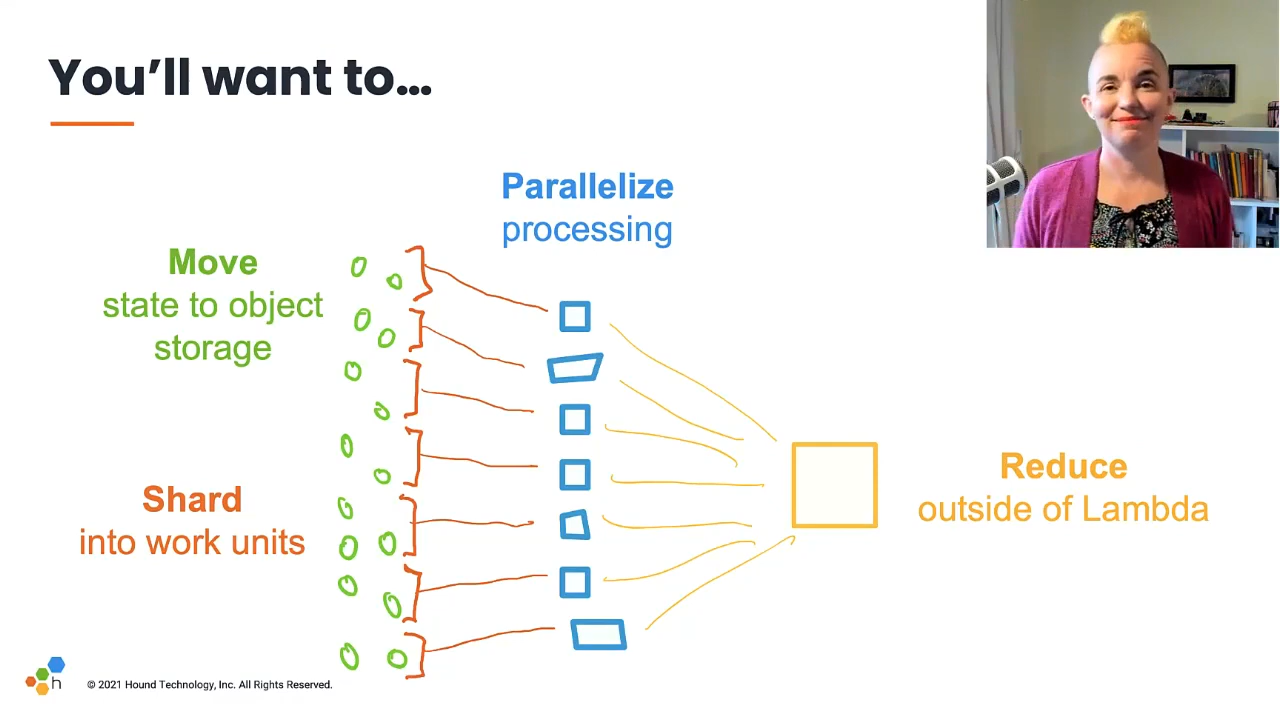 You'll want to…
Parallelize
processing
Move
state to object
storage
Shard
into work units
Reduce
outside of Lambda
h
© 2021 Hound Technology, Inc. All Rights Reserved.